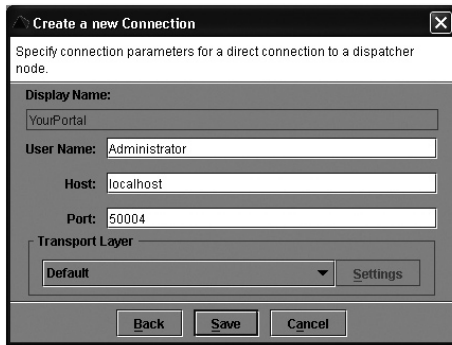 Create a new Connection
Specify connection parameters for a direct connection to a dispatcher
node.
Display Name:
YourPortal
User Name: Administrator
Host: localhost
Port: 50004
Transport Layer
Default Settings
Back Save Cancel